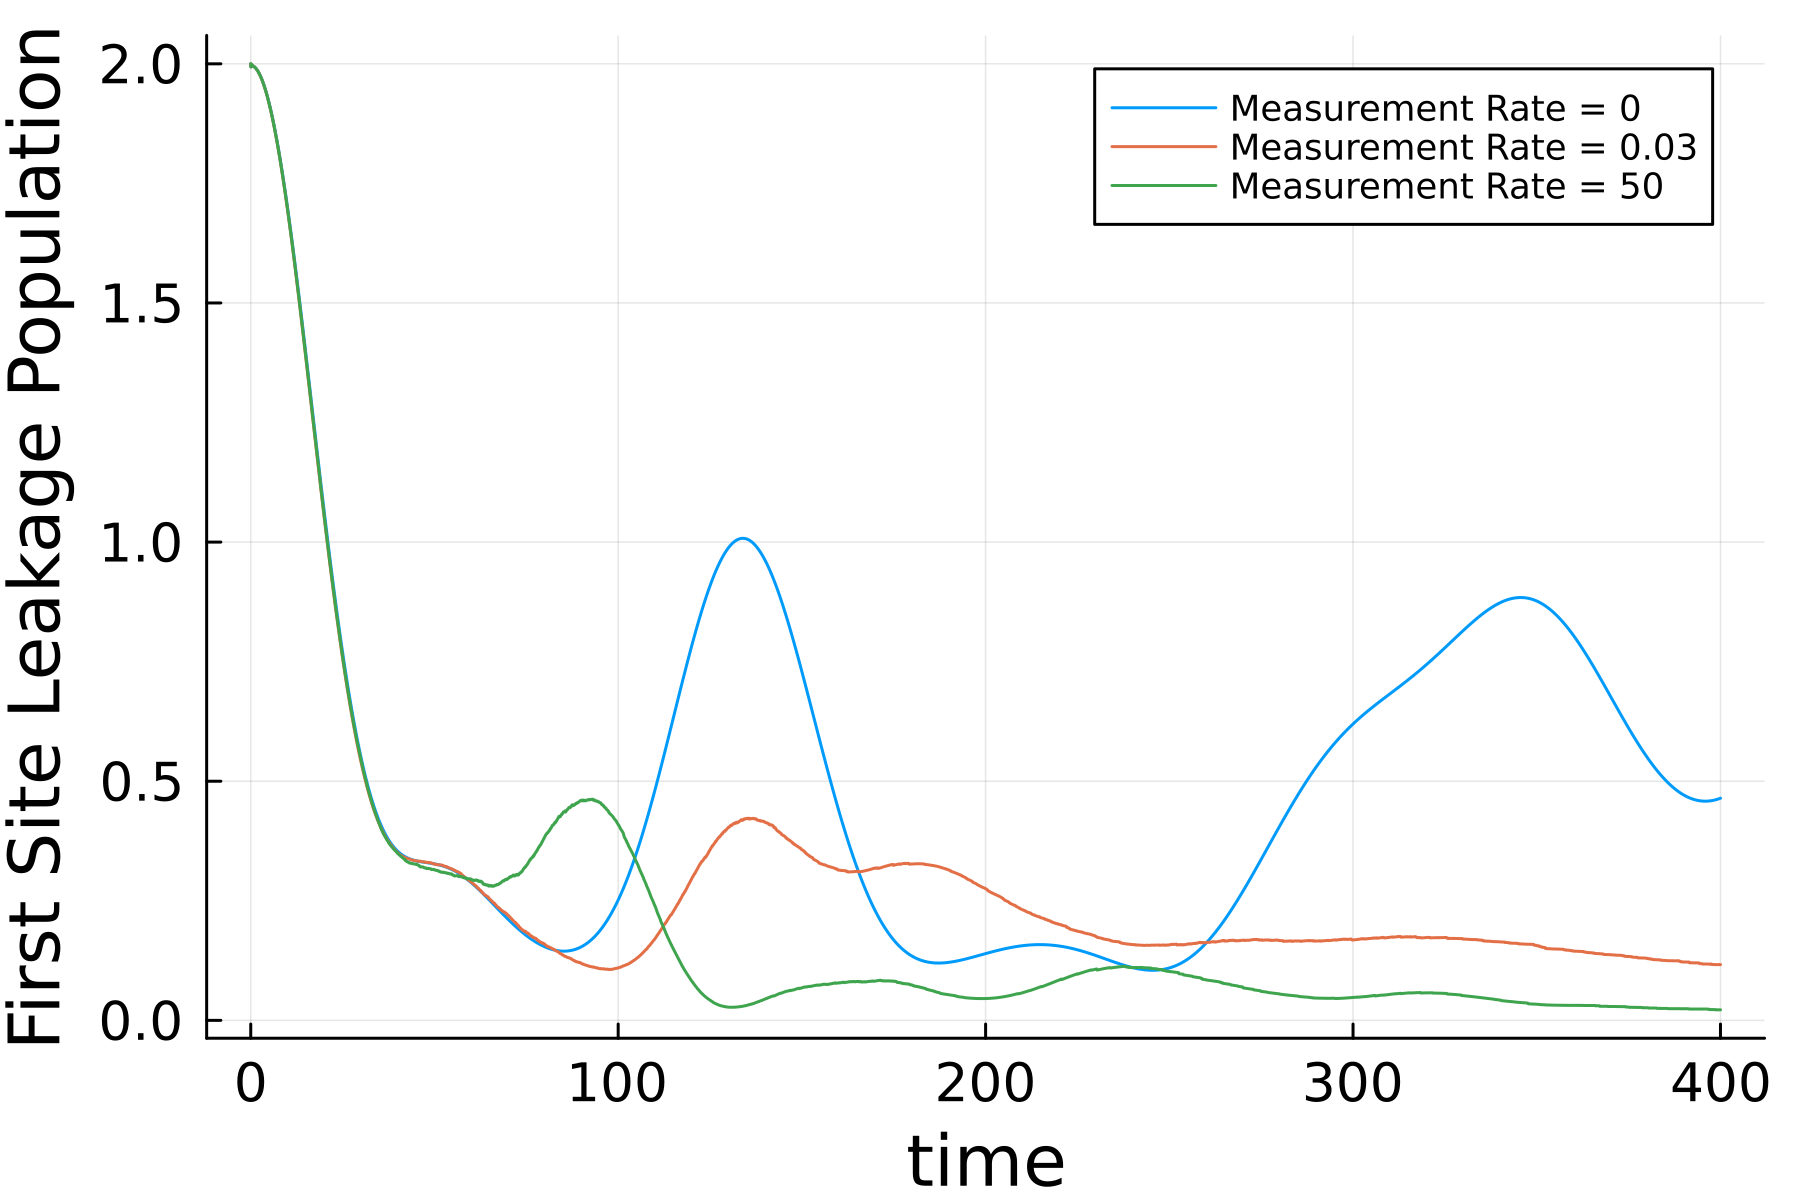 First Site Leakage Population
2.0
1.5
1.0
0.5
0.0
Measurement Rate = 0
Measurement Rate = 0.03
Measurement Rate = 50
0 100 200 300 400
time